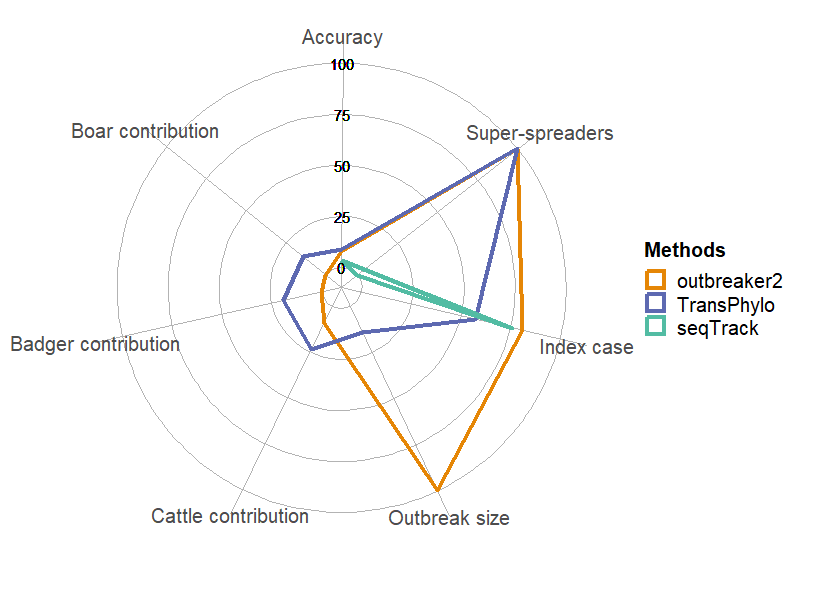 Accuracy
100
Boar contribution
75
Super-spreaders
50
25
0
Methods
outbreaker2
TransPhylo
seqTrack
Badger contribution
Index case
Cattle contribution
Outbreak size